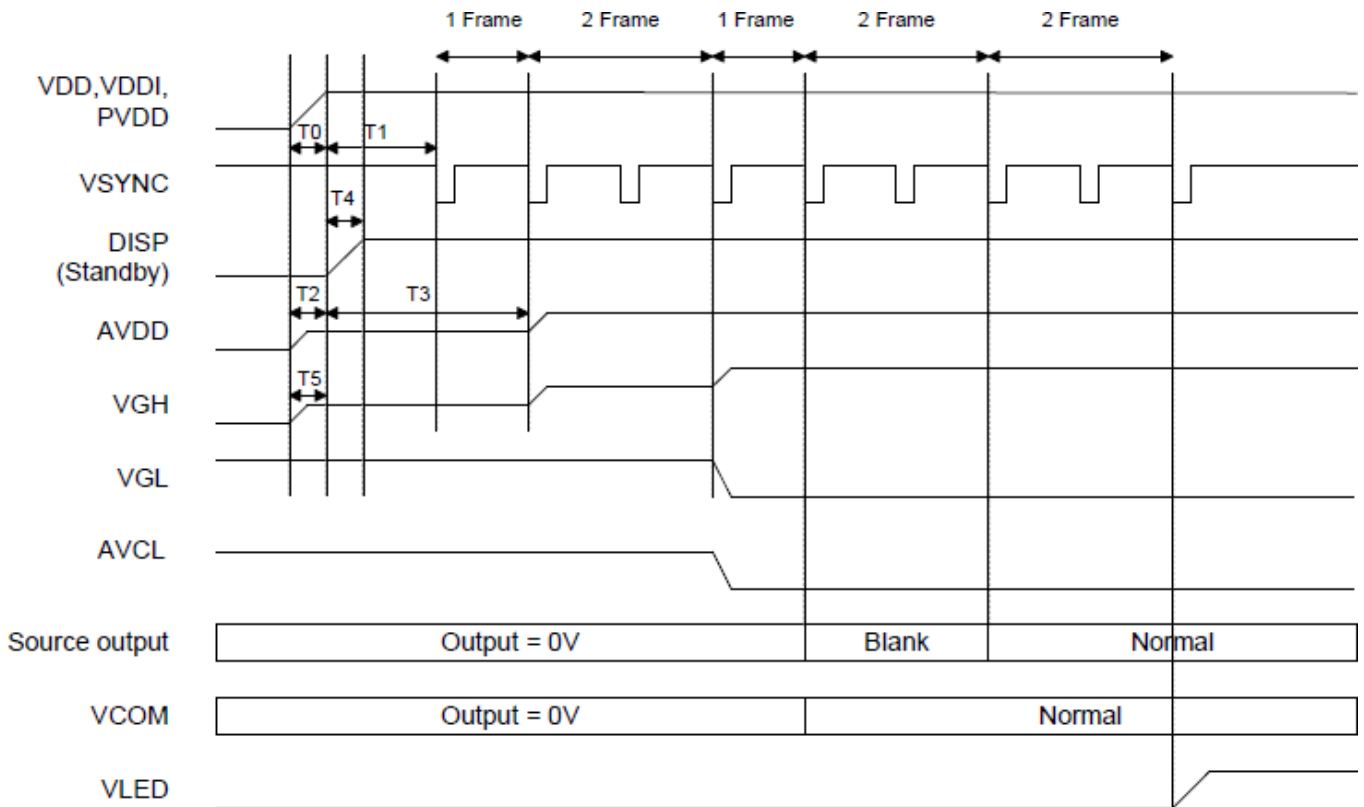 1 Frame 2 Frame 1 Frame 2 Frame 2 Frame
VDD,VDDI,
PVDD
T0 T1
VSYNC
T4
DISP
(Standby)
T2 T3
AVDD
T5
VGH
VGL
AVCL
Source output Output = 0V Blank Normal
VCOM Output = 0V Normal
VLED